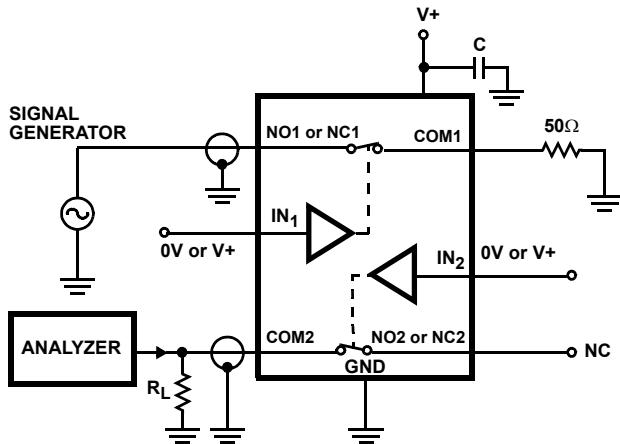 V+
C
SIGNAL
GENERATOR
NO1 or NC1
COM1
50Ω
IN1
0V or V+
IN2
0V or V+
ANALYZER
COM2
NO2 or NC2
NC
RL
GND